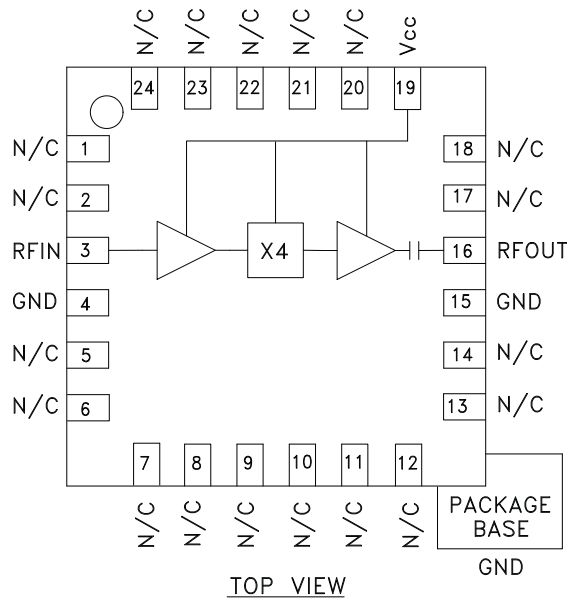 N/C N/C N/C N/C N/C Vcc
24 23 22 21 20 19
N/C 1 18 N/C
N/C 2 17 N/C
RFIN 3 X4 16 RFOUT
GND 4 15 GND
N/C 5 14 N/C
N/C 6 13 N/C
7 8 9 10 11 12
N/C N/C N/C N/C N/C N/C
PACKAGE
BASE
GND
TOP VIEW